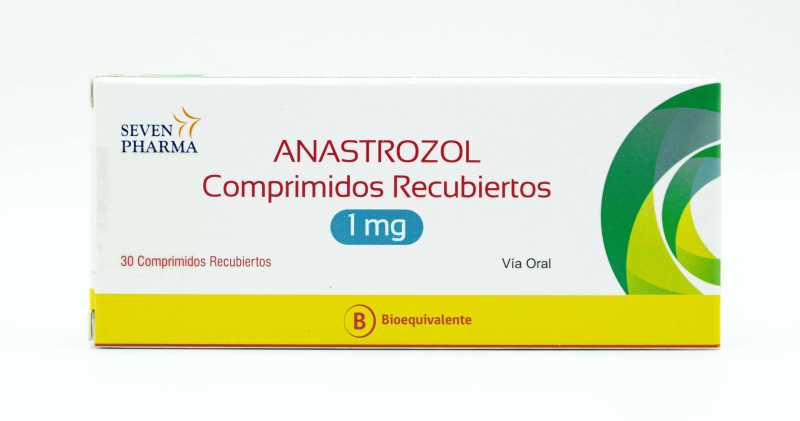 SEVEN
PHARMA
ANASTROZOL
Comprimidos Recubiertos
1 mg
30 Comprimidos Recubiertos
Vía Oral
B Bioequivalente